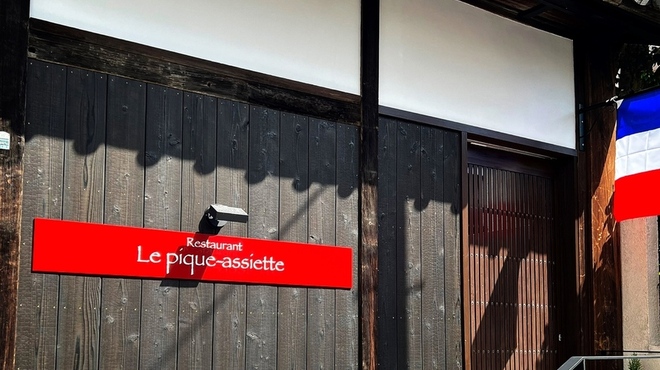 Restaurant
Le pique-assiette